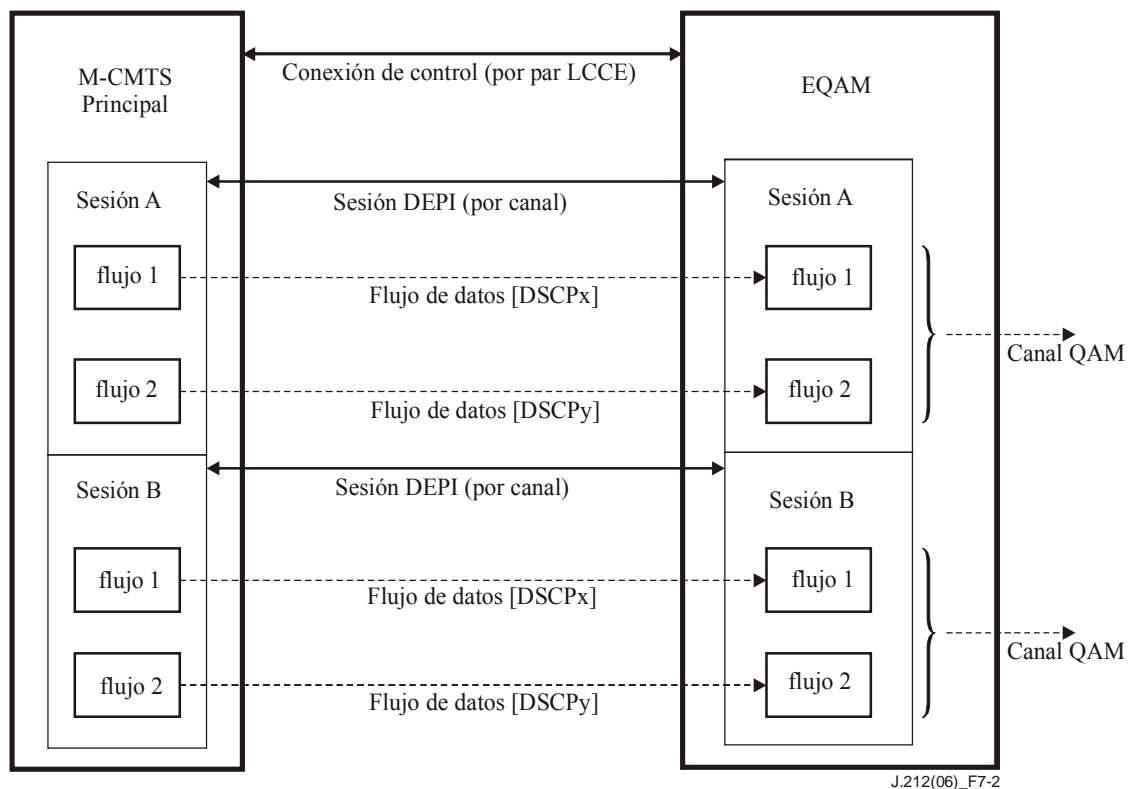 M-CMTS
Principal
Conexión de control (por par LCCE)
EQAM
Sesión A
Sesión DEPI (por canal)
Sesión A
flujo 1
Flujo de datos [DSCPx]
flujo 1
Canal QAM
flujo 2
Flujo de datos [DSCPy]
flujo 2
Sesión B
Sesión DEPI (por canal)
Sesión B
flujo 1
Flujo de datos [DSCPx]
flujo 1
Canal QAM
flujo 2
Flujo de datos [DSCPy]
flujo 2
J.212(06)_F7-2